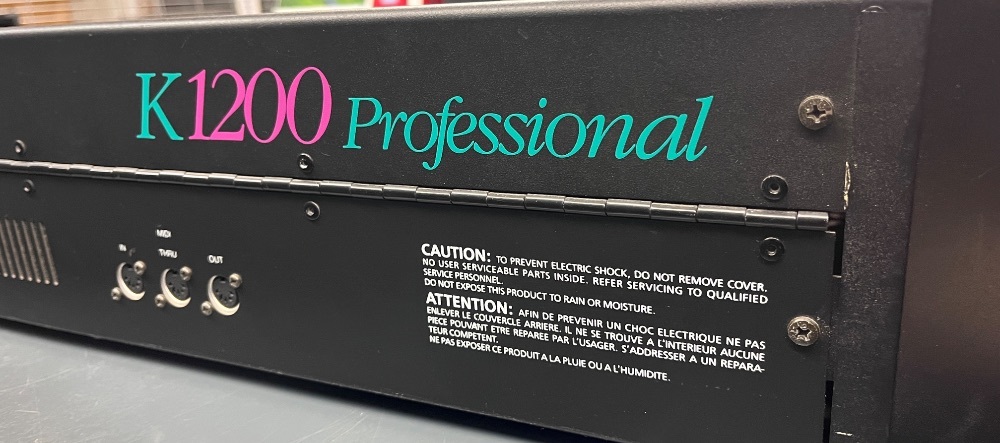 K1200 Professional
MIDI
IN THRU OUT
CAUTION: TO PREVENT ELECTRIC SHOCK, DO NOT REMOVE COVER.
NO USER SERVICEABLE PARTS INSIDE. REFER SERVICING TO QUALIFIED
SERVICE PERSONNEL.
DO NOT EXPOSE THIS PRODUCT TO RAIN OR MOISTURE.
ATTENTION: AFIN DE PREVENIR UN CHOC ELECTRIQUE NE PAS
ENLEVER LE COUVERCLE ARRIERE. IL NE SE TROUVE A L'INTERIEUR AUCUNE
PIECE POUVANT ETRE REPAREE PAR L'USAGER. S'ADDRESSER A UN REPARA-
TEUR COMPETENT.
NE PAS EXPOSER CE PRODUIT A LA PLUIE OU A L'HUMIDITE.